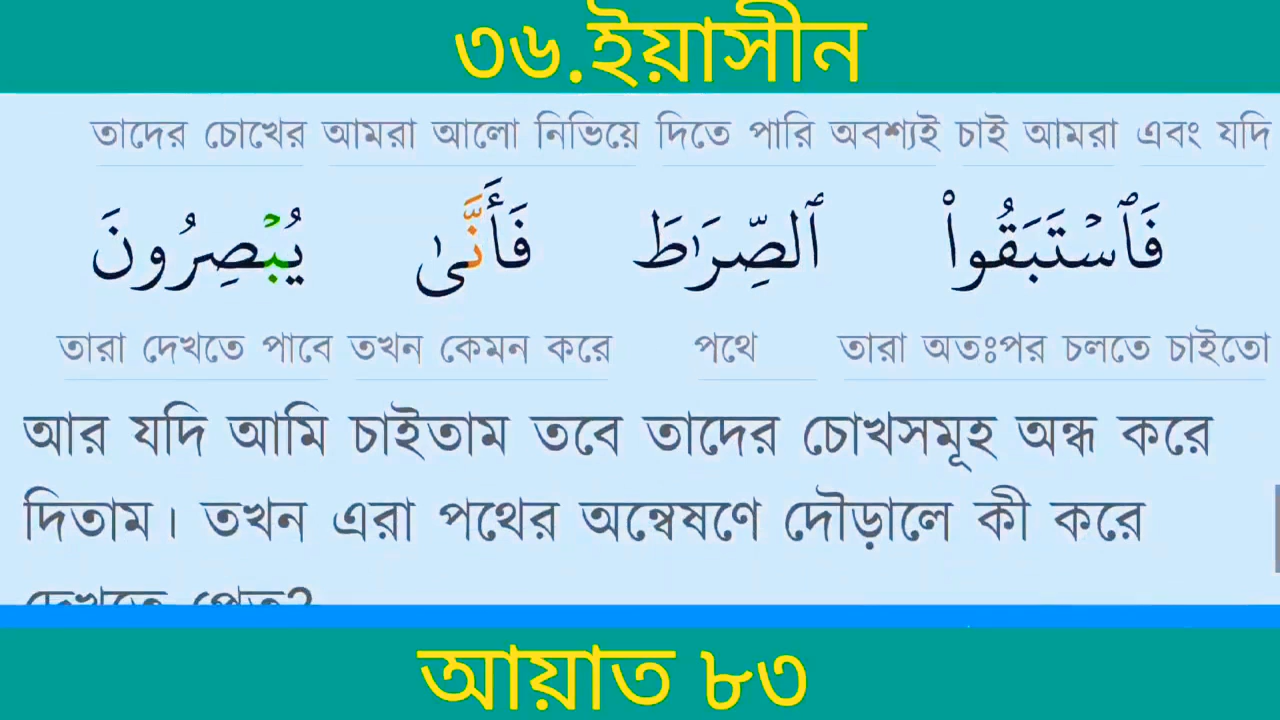 ৩৬.ইয়াসীন
তাদের চোখের আমরা আলো নিভিয়ে দিতে পারি অবশ্যই চাই আমরা এবং যদি
فَٱسْتَبَقُوا۟ ٱلصِّرَٰطَ فَأَنَّىٰ يُبْصِرُونَ
তারা দেখতে পাবে তখন কেমন করে পথে তারা অতঃপর চলতে চাইতো
আর যদি আমি চাইতাম তবে তাদের চোখসমূহ অন্ধ করে
দিতাম। তখন এরা পথের অন্বেষণে দৌড়ালে কী করে
দেখতে পেত?
আয়াত ৮৩